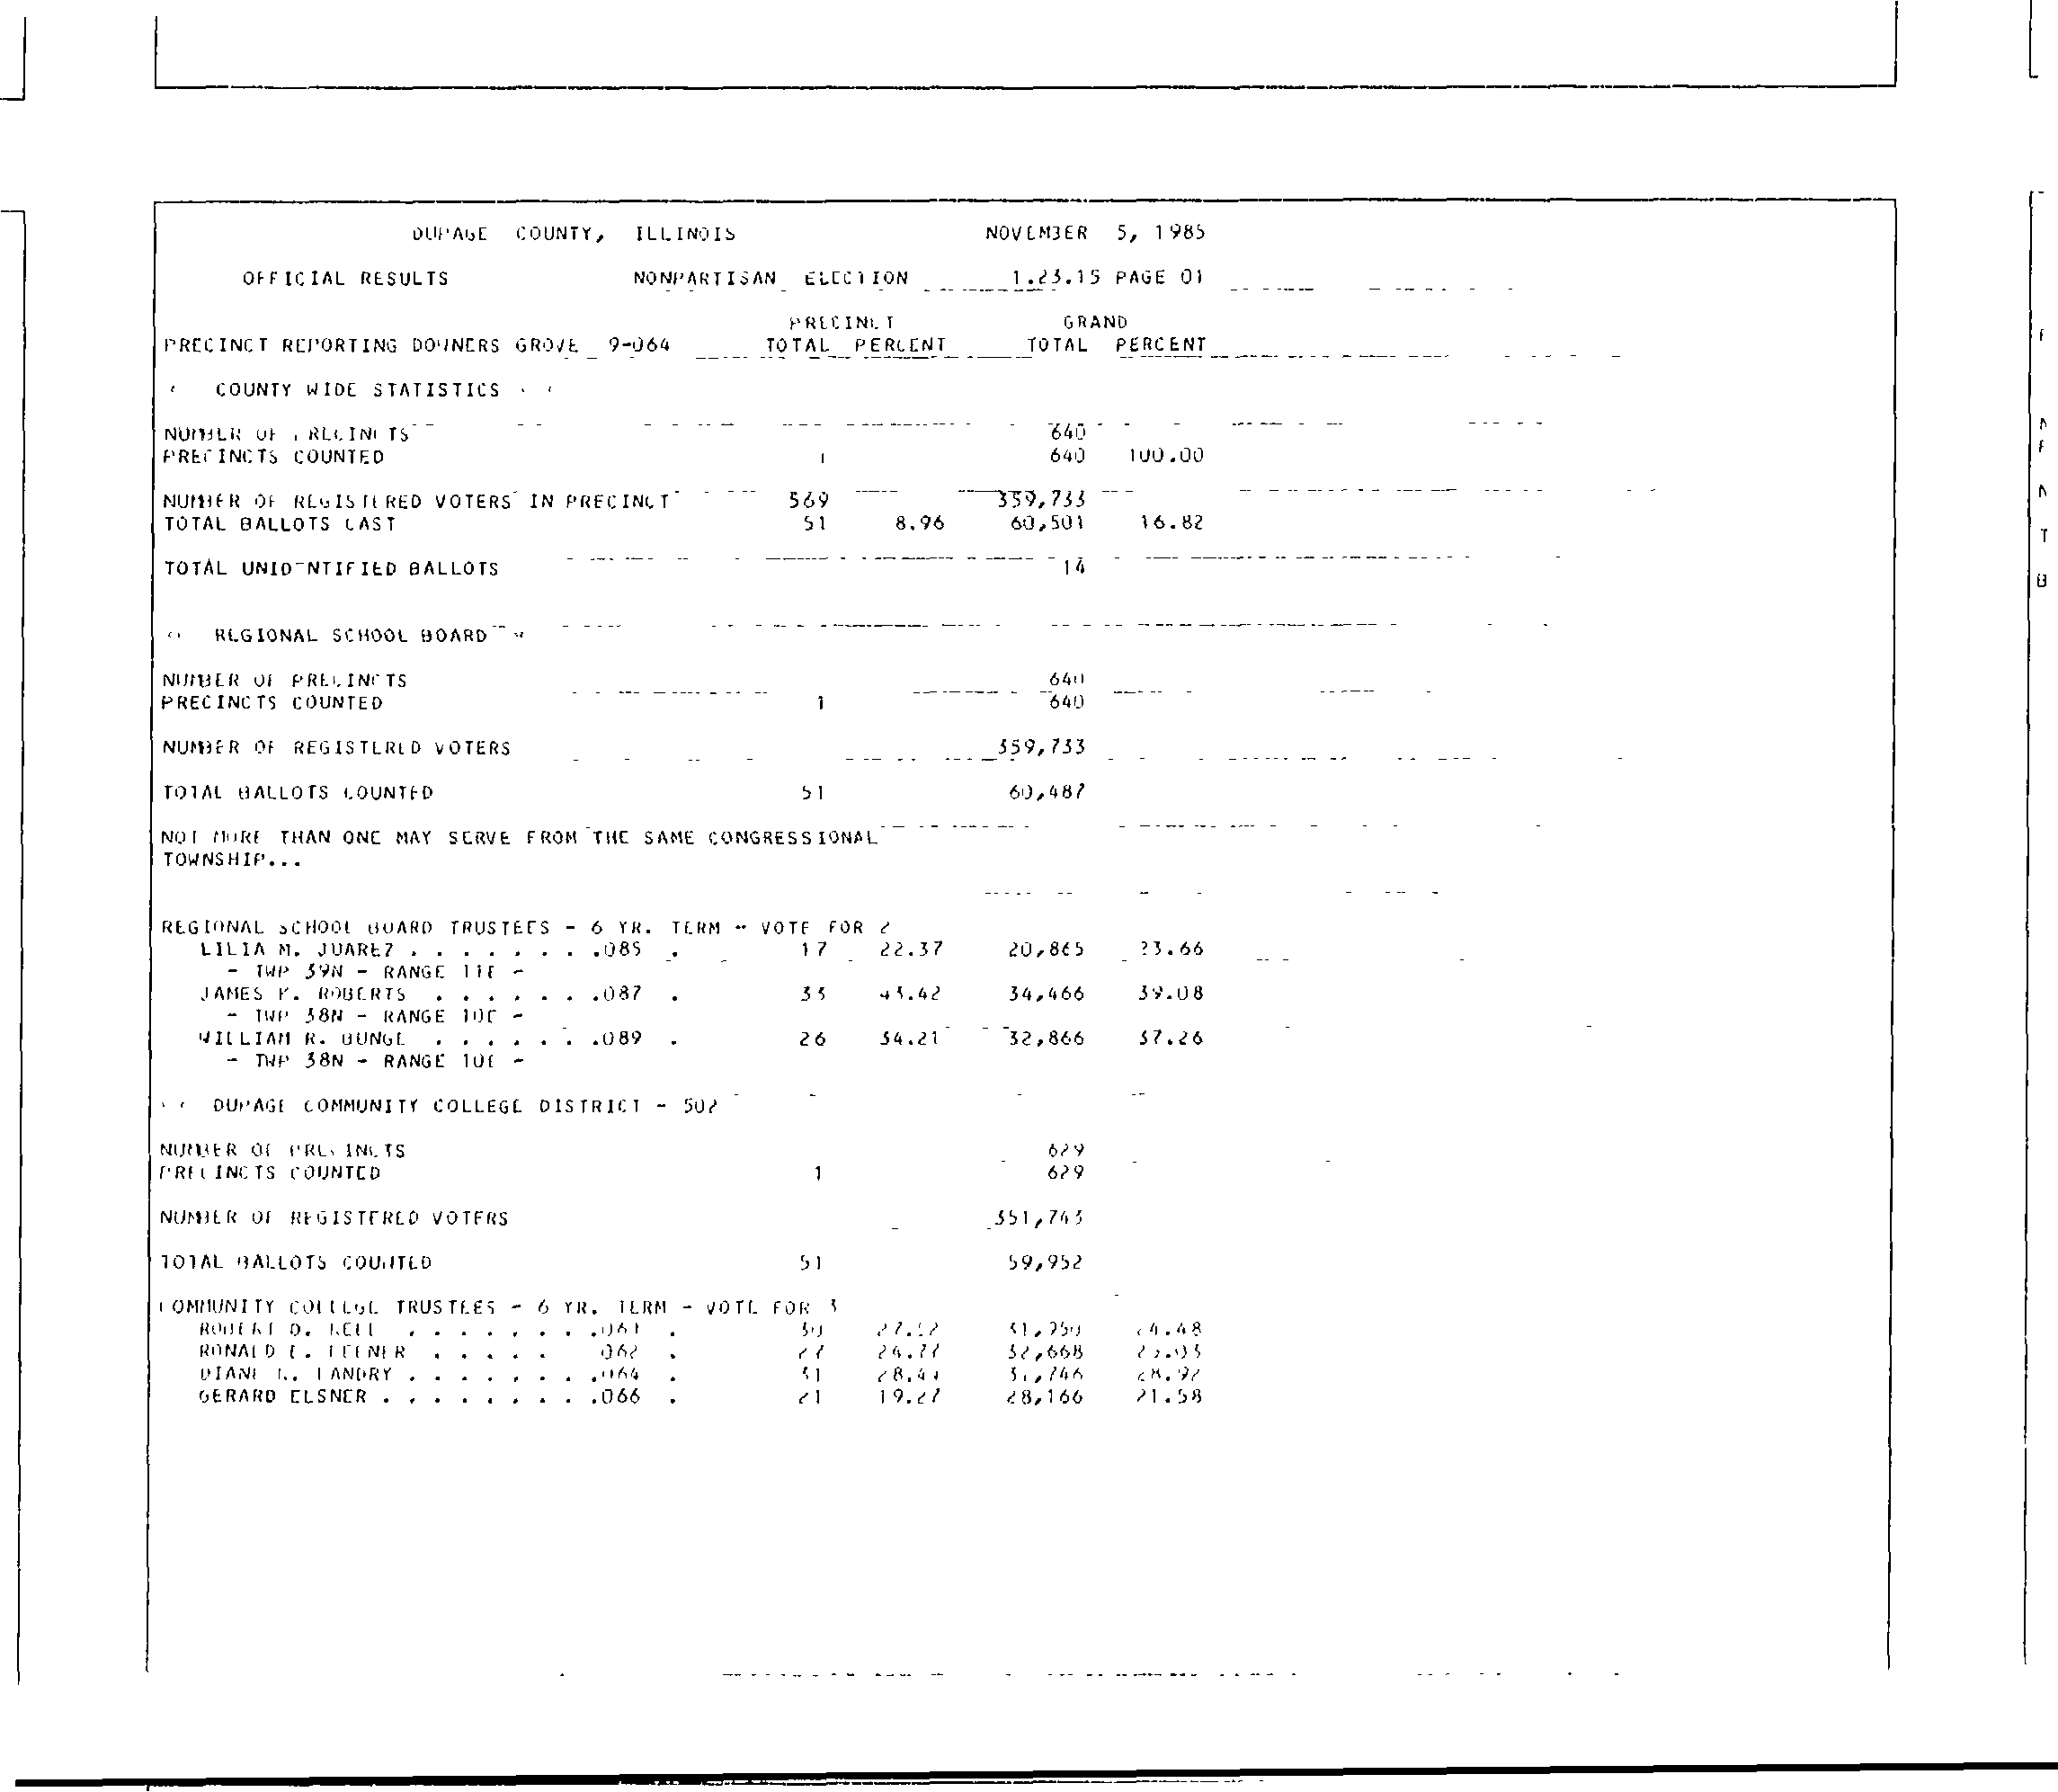 DUPAGE COUNTY, ILLINOIS NOVEMBER 5, 1985
OFFICIAL RESULTS NONPARTISAN ELECTION 1.23.15 PAGE 01
PRECINCT GRAND
PRECINCT REPORTING DOWNERS GROVE 9-064 TOTAL PERCENT TOTAL PERCENT
COUNTY WIDE STATISTICS
NUMBER OF PRECINCTS 640
PRECINCTS COUNTED 1 640 100.00
NUMBER OF REGISTERED VOTERS IN PRECINCT 569 359,733
TOTAL BALLOTS CAST 51 8.96 60,501 16.82
TOTAL UNIDENTIFIED BALLOTS 14
REGIONAL SCHOOL BOARD
NUMBER OF PRECINCTS 640
PRECINCTS COUNTED 1 640
NUMBER OF REGISTERED VOTERS 359,733
TOTAL BALLOTS COUNTED 51 60,487
NOT MORE THAN ONE MAY SERVE FROM THE SAME CONGRESSIONAL
TOWNSHIP...
REGIONAL SCHOOL BOARD TRUSTEES - 6 YR. TERM - VOTE FOR 2
LILIA M. JUAREZ . . . . . . . .085 . 17 22.37 20,865 23.66
- TWP 39N - RANGE 11E -
JAMES ROBERTS . . . . . . .087 . 33 43.42 34,466 39.08
- TWP 38N - RANGE 10E -
WILLIAM R. BUNGE . . . . . . .089 . 26 34.21 32,866 37.26
- TWP 38N - RANGE 10E -
DUPAGE COMMUNITY COLLEGE DISTRICT - 502
NUMBER OF PRECINCTS 629
PRECINCTS COUNTED 1 629
NUMBER OF REGISTERED VOTERS 351,743
TOTAL BALLOTS COUNTED 51 59,952
COMMUNITY COLLEGE TRUSTEES - 6 YR. TERM - VOTE FOR 3
ROBERT D. . . . . . . . .061 . 30 27.52 31,950 24.48
RONALD E. . . . . . 062 . 27 24.77 32,668 25.03
DIANE LANDRY . . . . . . . .064 . 31 28.44 37,746 28.92
GERARD ELSNER . . . . . . . . .066 . 21 19.27 28,166 21.58